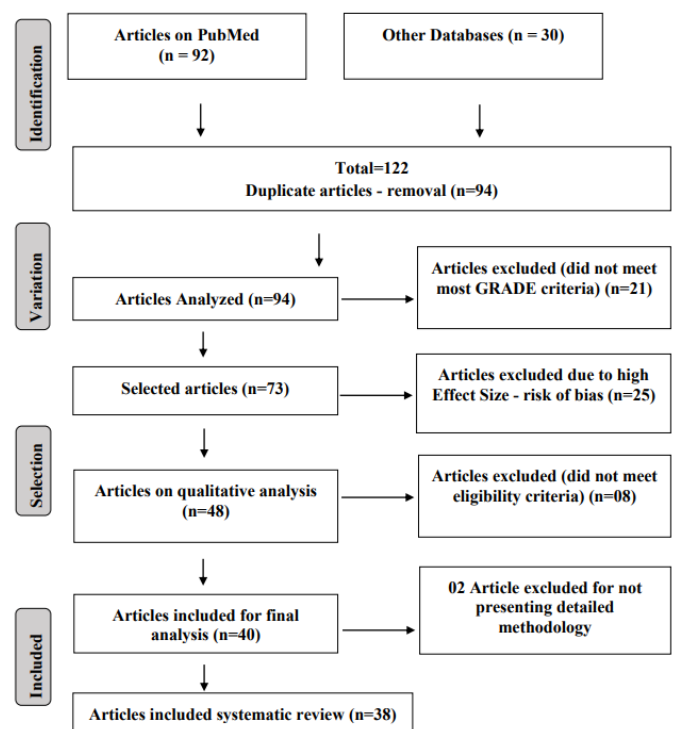 Articles on PubMed
(n = 92)
Other Databases (n = 30)
Identification
Total=122
Duplicate articles - removal (n=94)
Variation
Articles Analyzed (n=94)
Articles excluded (did not meet
most GRADE criteria) (n=21)
Selected articles (n=73)
Articles excluded due to high
Effect Size - risk of bias (n=25)
Selection
Articles on qualitative analysis
(n=48)
Articles excluded (did not meet
eligibility criteria) (n=08)
Included
Articles included for final
analysis (n=40)
02 Article excluded for not
presenting detailed
methodology
Articles included systematic review (n=38)